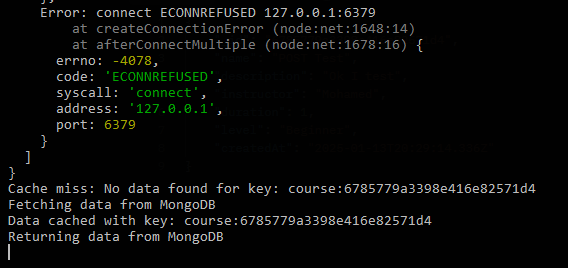 },
Error: connect ECONNREFUSED 127.0.0.1:6379
at createConnectionError (node:net:1648:14)
at afterConnectMultiple (node:net:1678:16) {
errno: -4078,
code: 'ECONNREFUSED',
syscall: 'connect',
address: '127.0.0.1',
port: 6379
}
]
}
Cache miss: No data found for key: course:6785779a3398e416e82571d4
Fetching data from MongoDB
Data cached with key: course:6785779a3398e416e82571d4
Returning data from MongoDB